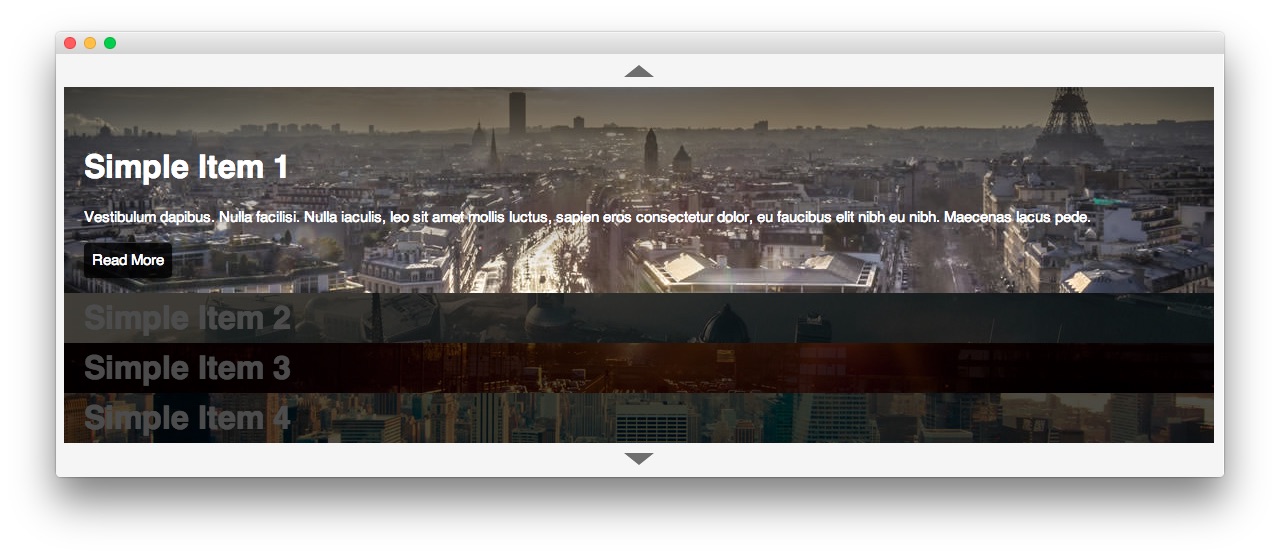 Simple Item 1
Vestibulum dapibus. Nulla facilisi. Nulla iaculis, leo sit amet mollis luctus, sapien eros consectetur dolor, eu faucibus elit nibh eu nibh. Maecenas lacus pede.
Read More
Simple Item 2
Simple Item 3
Simple Item 4